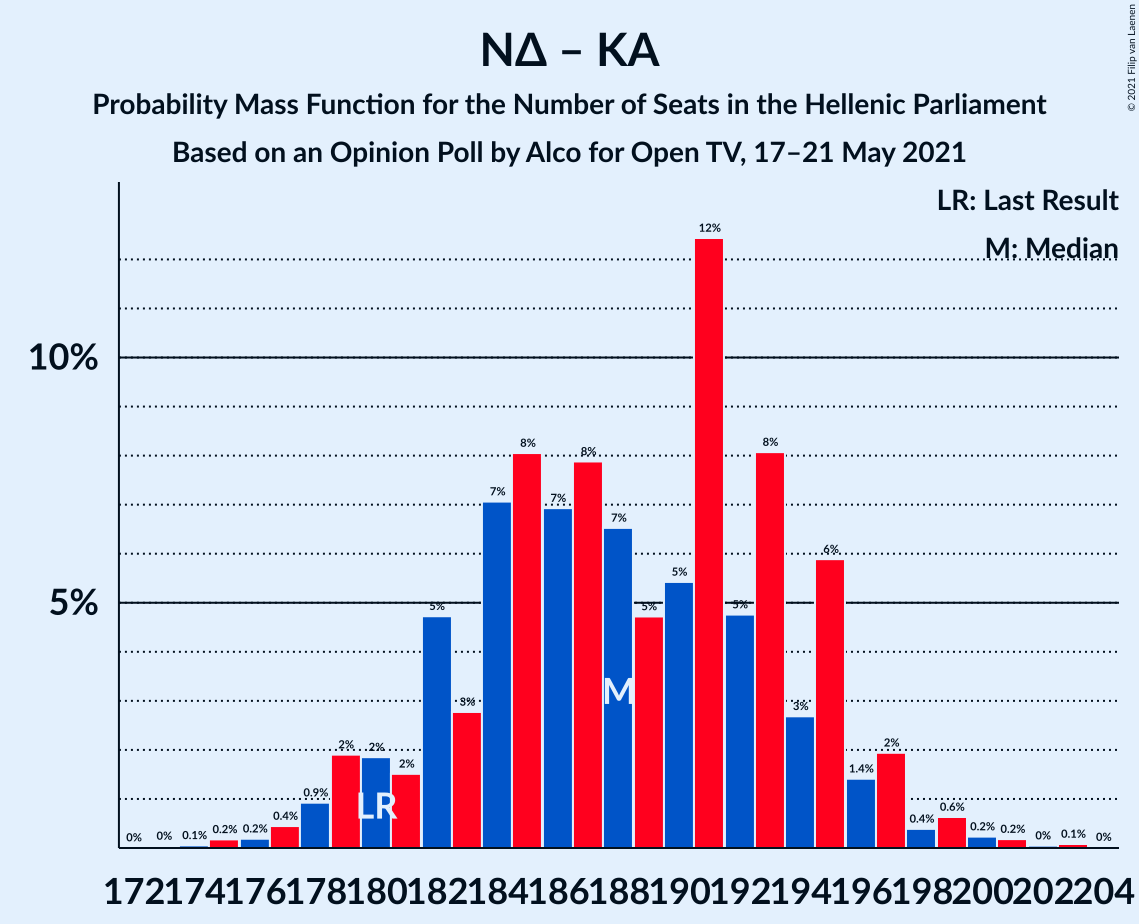 ΝΔ – ΚΑ
Probability Mass Function for the Number of Seats in the Hellenic Parliament
Based on an Opinion Poll by Alco for Open TV, 17–21 May 2021
© 2021 Filip van Laenen
LR: Last Result
M: Median
10%
5%
0% 0% 0.1% 0.2% 0.2% 0.4% 0.9% 2% 2% 2% 5% 3% 7% 8% 7% 8% 7% 5% 5% 12% 5% 8% 3% 6% 1.4% 2% 0.4% 0.6% 0.2% 0.2% 0% 0.1% 0%
M
LR
172 174 176 178 180 182 184 186 188 190 192 194 196 198 200 202 204